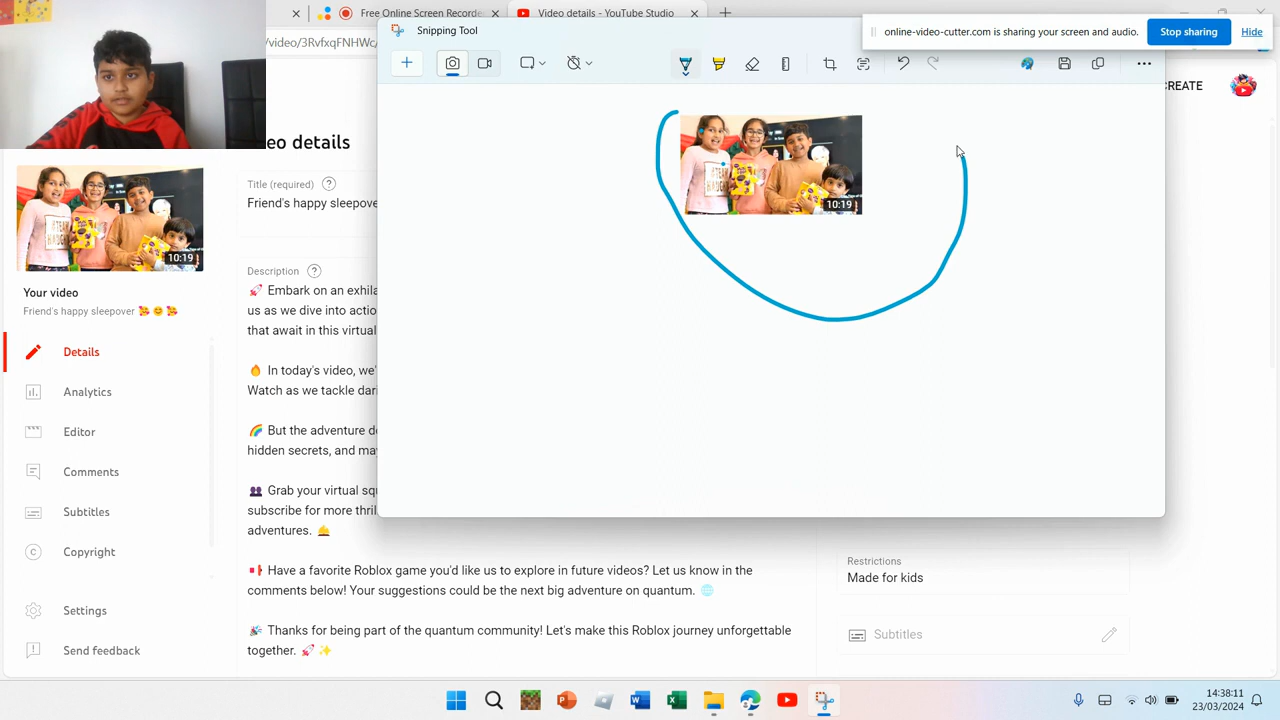 Free Online Screen Recorde
Video details - YouTube Studio
video/3RvfxqFNHWc/
Snipping Tool
online-video-cutter.com is sharing your screen and audio.
Stop sharing
Hide
CREATE
eo details
10:19
10:19
Your video
Friend's happy sleepover 🥰 😊 🥰
Details
Analytics
Editor
Comments
Subtitles
Copyright
Settings
Send feedback
Title (required)
Friend's happy sleepove
Description
🚀 Embark on an exhila
us as we dive into actio
that await in this virtual
🔥 In today's video, we'
Watch as we tackle dari
🌈 But the adventure d
hidden secrets, and may
👥 Grab your virtual squ
subscribe for more thril
adventures.
Have a favorite Roblox game you'd like us to explore in future videos? Let us know in the
comments below! Your suggestions could be the next big adventure on quantum. 🌐
🎉 Thanks for being part of the quantum community! Let's make this Roblox journey unforgettable
together. 🚀✨
Restrictions
Made for kids
Subtitles
14:38:11
23/03/2024